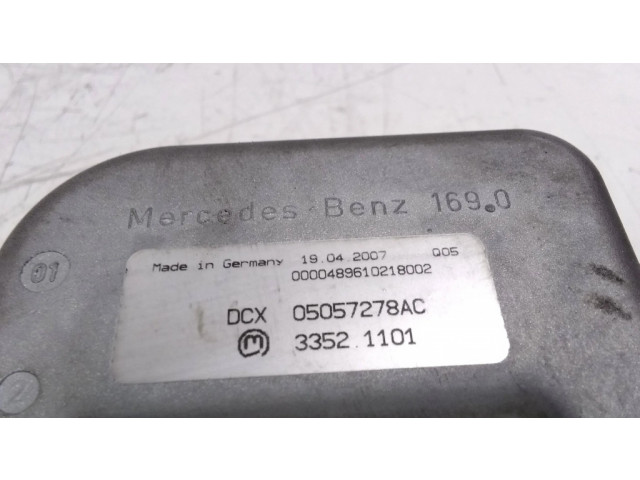 Mercedes-Benz 169.0
01
Made in Germany 19.04.2007 Q05
0000489610218002
DCX 05057278AC
m 3352 1101
2